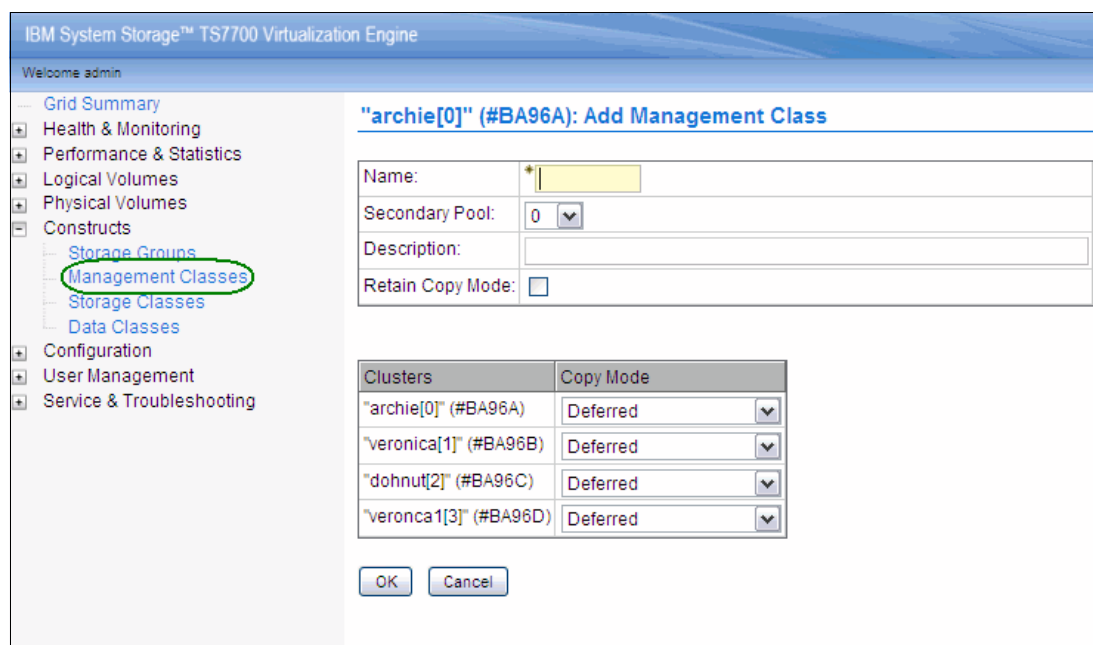 IBM System Storage™ TS7700 Virtualization Engine
Welcome admin
Grid Summary
Health & Monitoring
Performance & Statistics
Logical Volumes
Physical Volumes
Constructs
Storage Groups
Management Classes
Storage Classes
Data Classes
Configuration
User Management
Service & Troubleshooting
"archie[0]" (#BA96A): Add Management Class
Name: *
Secondary Pool: 0
Description:
Retain Copy Mode:
Clusters Copy Mode
"archie[0]" (#BA96A) Deferred
"veronica[1]" (#BA96B) Deferred
"dohnut[2]" (#BA96C) Deferred
"veronca1[3]" (#BA96D) Deferred
OK Cancel